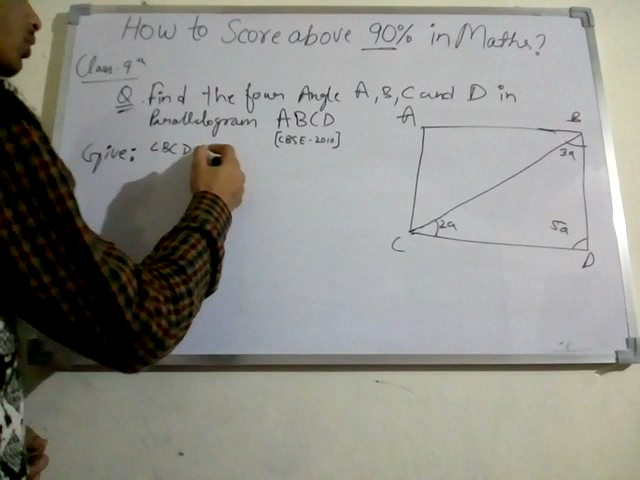 How to Score above 90% in Maths?
Class 9th
Q. Find the four Angle A, B, C and D in
Parallelogram ABCD
[CBSE-2010]
Give: ∠BCD
A
B
3a
2a
5a
C
D